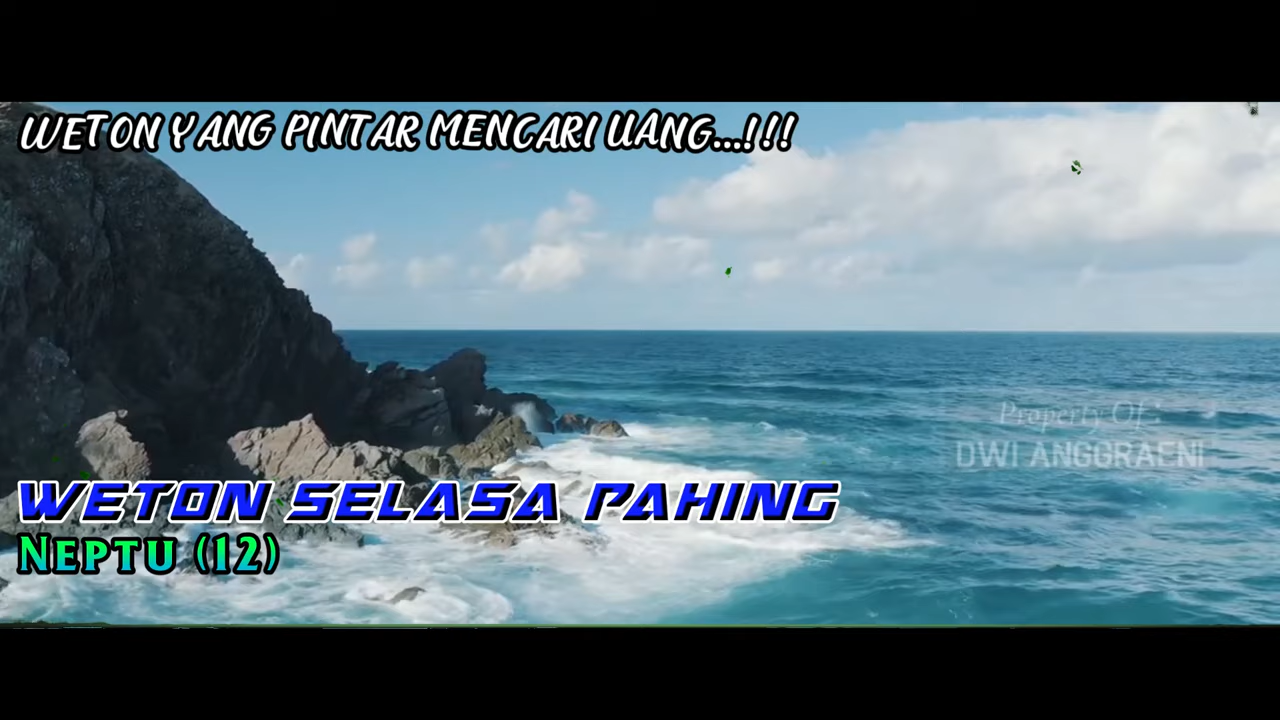 WETON YANG PINTAR MENCARI UANG...!!!
Property Of :
DWI ANGGRAENI
WETON SELASA PAHING
NEPTU (12)